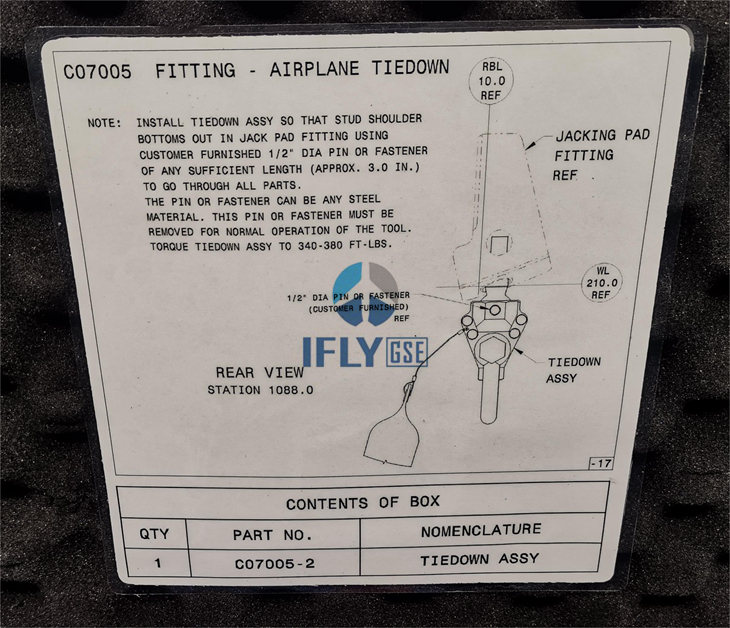 C07005 FITTING - AIRPLANE TIEDOWN
RBL
10.0
REF
NOTE: INSTALL TIEDOWN ASSY SO THAT STUD SHOULDER
BOTTOMS OUT IN JACK PAD FITTING USING
CUSTOMER FURNISHED 1/2" DIA PIN OR FASTENER
OF ANY SUFFICIENT LENGTH (APPROX. 3.0 IN.)
TO GO THROUGH ALL PARTS.
THE PIN OR FASTENER CAN BE ANY STEEL
MATERIAL. THIS PIN OR FASTENER MUST BE
REMOVED FOR NORMAL OPERATION OF THE TOOL.
TORQUE TIEDOWN ASSY TO 340-380 FT-LBS.
JACKING PAD
FITTING
REF
WL
210.0
REF
1/2" DIA PIN OR FASTENER
(CUSTOMER FURNISHED)
REF
IFLY GSE
REAR VIEW
STATION 1088.0
TIEDOWN
ASSY
-17
CONTENTS OF BOX
QTY PART NO. NOMENCLATURE
1 C07005-2 TIEDOWN ASSY